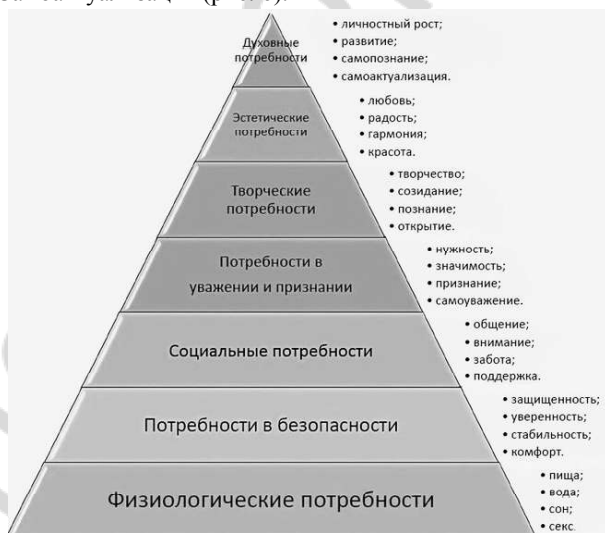 Духовные
потребности
• личностный рост;
• развитие;
• самопознание;
• самоактуализация.
Эстетические
потребности
• любовь;
• радость;
• гармония;
• красота.
Творческие
потребности
• творчество;
• созидание;
• познание;
• открытие.
Потребности в
уважении и признании
• нужность;
• значимость;
• признание;
• самоуважение.
Социальные потребности
• общение;
• внимание;
• забота;
• поддержка.
Потребности в безопасности
• защищенность;
• уверенность;
• стабильность;
• комфорт.
Физиологические потребности
• пища;
• вода;
• сон;
• секс.